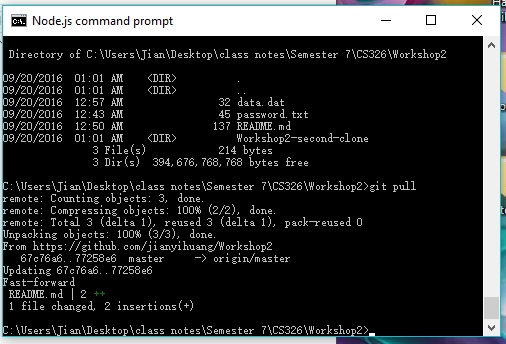 Node.js command prompt
Directory of C:\Users\Jian\Desktop\class notes\Semester 7\CS326\Workshop2
09/20/2016  01:01 AM    <DIR>          .
09/20/2016  01:01 AM    <DIR>          ..
09/20/2016  12:57 AM                32 data.dat
09/20/2016  12:43 AM                45 password.txt
09/20/2016  12:50 AM               137 README.md
09/20/2016  01:01 AM    <DIR>          Workshop2-second-clone
3 File(s)            214 bytes
3 Dir(s)  394,676,768,768 bytes free
C:\Users\Jian\Desktop\class notes\Semester 7\CS326\Workshop2>git pull
remote: Counting objects: 3, done.
remote: Compressing objects: 100% (2/2), done.
remote: Total 3 (delta 1), reused 3 (delta 1), pack-reused 0
Unpacking objects: 100% (3/3), done.
From https://github.com/jianyihuang/Workshop2
67c76a6..77258e6  master     -> origin/master
Updating 67c76a6..77258e6
Fast-forward
README.md | 2 ++
1 file changed, 2 insertions(+)
C:\Users\Jian\Desktop\class notes\Semester 7\CS326\Workshop2>